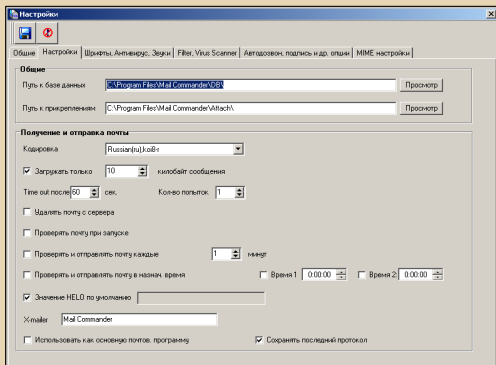 Настройки
Общие Настройки Шрифты, Антивирус, Звуки Filter, Virus Scanner Автодозвон, подпись и др. опции MIME настройки
Общие
Путь к базе данных C:\Program Files\Mail Commander\DB\ Просмотр
Путь к прикреплениям C:\Program Files\Mail Commander\Attach\ Просмотр
Получение и отправка почты
Кодировка Russian(ru),koi8-r
Загружать только 10 килобайт сообщения
Time out после 60 сек. Кол-во попыток 1
Удалять почту с сервера
Проверять почту при запуске
Проверять и отправлять почту каждые 1 минут
Проверять и отправлять почту в назнач. время Время 1 0:00:00 Время 2 0:00:00
Значение HELO по умолчанию
X-mailer Mail Commander
Использовать как основную почтов. программу Сохранять последний протокол